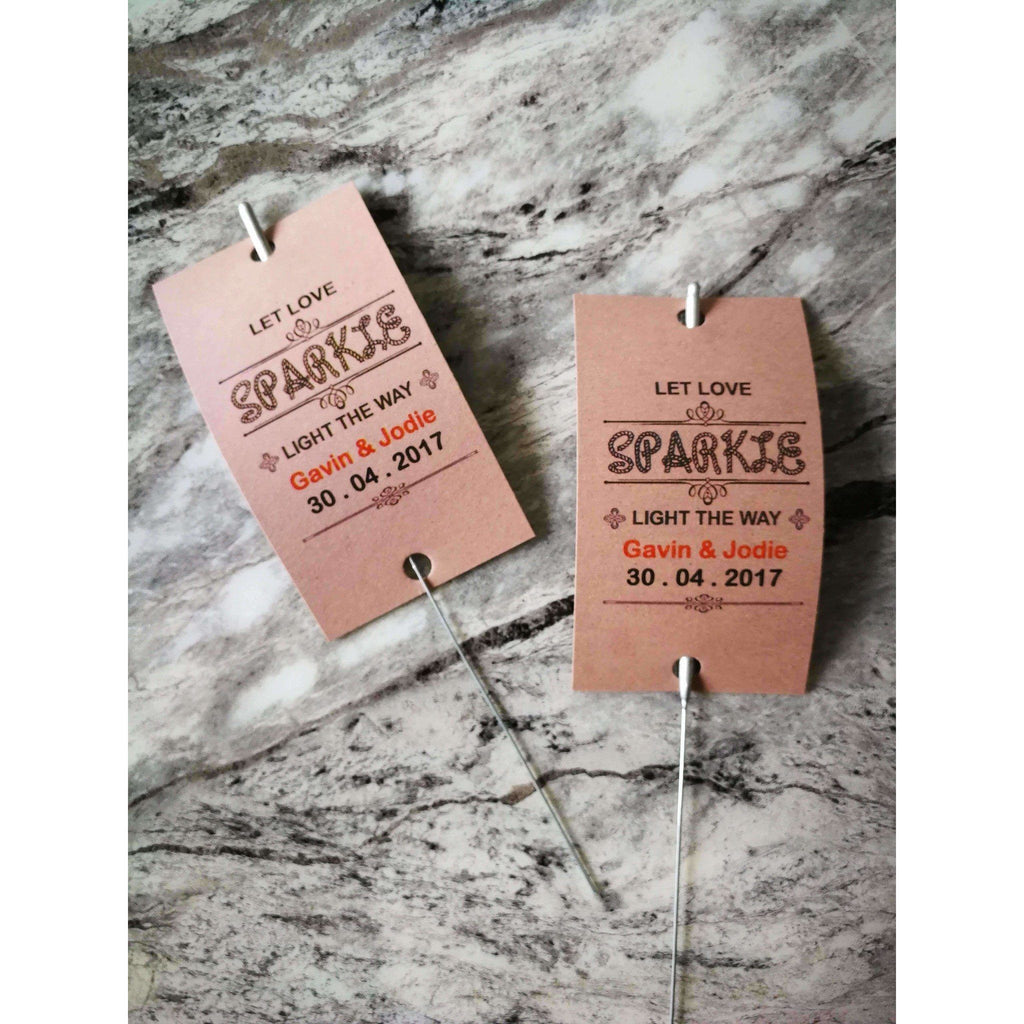 LET LOVE
SPARKLE
LIGHT THE WAY
Gavin & Jodie
30 . 04 . 2017
LET LOVE
SPARKLE
LIGHT THE WAY
Gavin & Jodie
30 . 04 . 2017